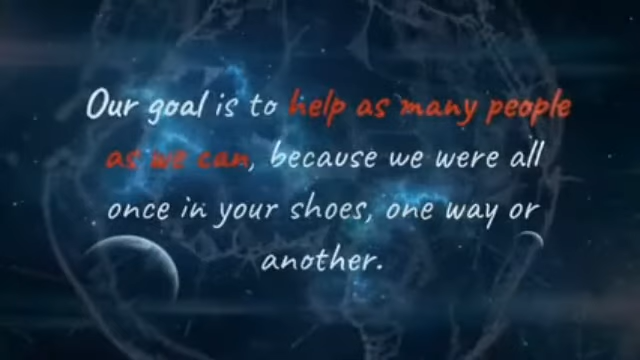 Our goal is to help as many people
as we can, because we were all
once in your shoes, one way or
another.